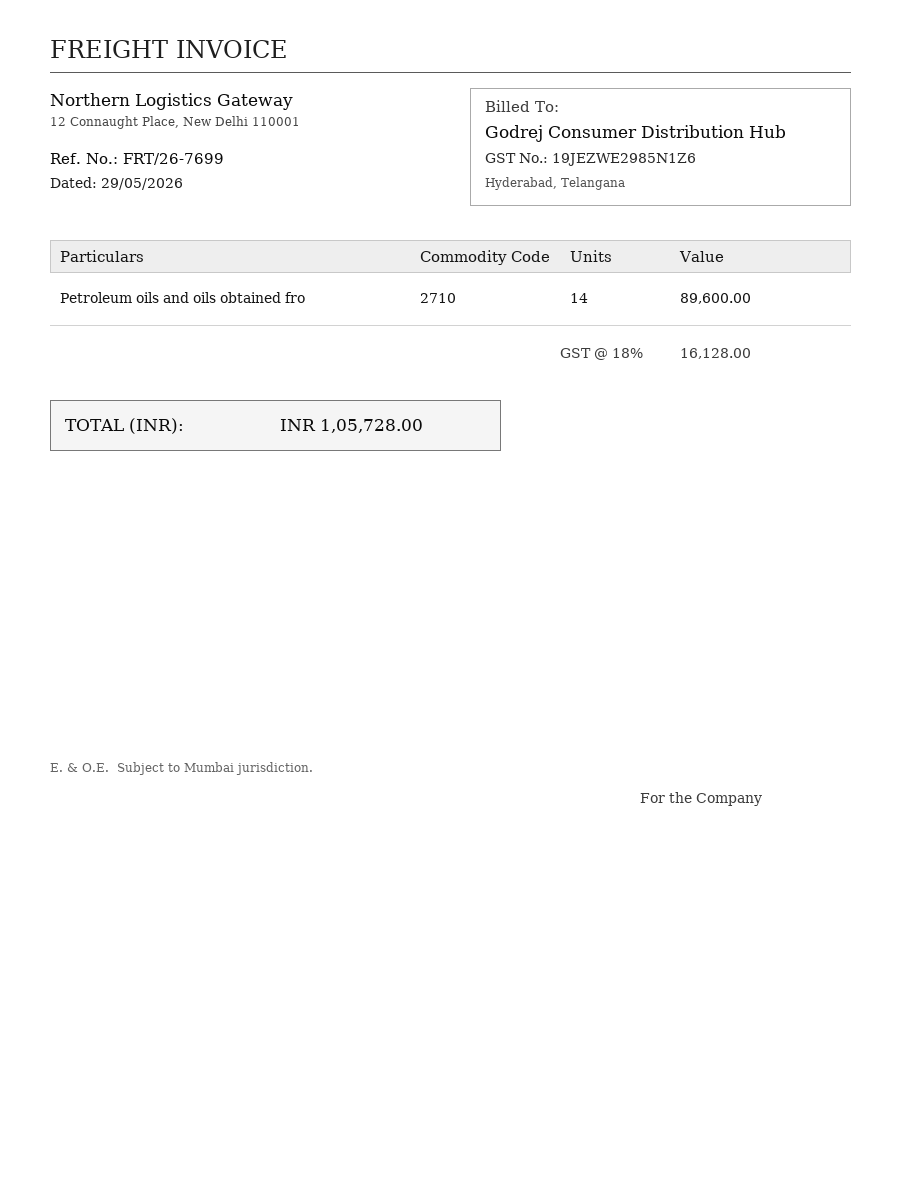 FREIGHT INVOICE
Northern Logistics Gateway
12 Connaught Place, New Delhi 110001
Ref. No.: FRT/26-7699
Dated: 29/05/2026
Billed To:
Godrej Consumer Distribution Hub
GST No.: 19JEZWE2985N1Z6
Hyderabad, Telangana
Particulars Commodity Code Units Value
Petroleum oils and oils obtained fro 2710 14 89,600.00
GST @ 18% 16,128.00
TOTAL (INR): INR 1,05,728.00
E. & O.E. Subject to Mumbai jurisdiction.
For the Company